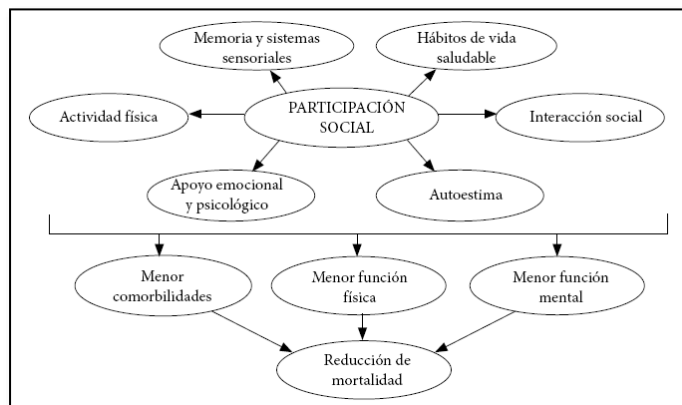 Memoria y sistemas
sensoriales
Hábitos de vida
saludable
Actividad física
PARTICIPACIÓN
SOCIAL
Interacción social
Apoyo emocional
y psicológico
Autoestima
Menor
comorbilidades
Menor función
física
Menor función
mental
Reducción de
mortalidad